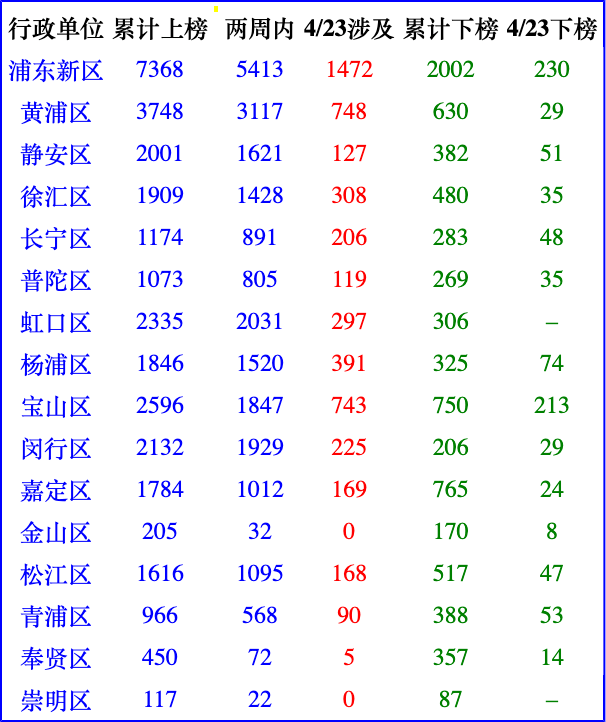 行政单位 累计上榜 两周内 4/23涉及 累计下榜 4/23下榜
浦东新区 7368 5413 1472 2002 230
黄浦区 3748 3117 748 630 29
静安区 2001 1621 127 382 51
徐汇区 1909 1428 308 480 35
长宁区 1174 891 206 283 48
普陀区 1073 805 119 269 35
虹口区 2335 2031 297 306 –
杨浦区 1846 1520 391 325 74
宝山区 2596 1847 743 750 213
闵行区 2132 1929 225 206 29
嘉定区 1784 1012 169 765 24
金山区 205 32 0 170 8
松江区 1616 1095 168 517 47
青浦区 966 568 90 388 53
奉贤区 450 72 5 357 14
崇明区 117 22 0 87 –